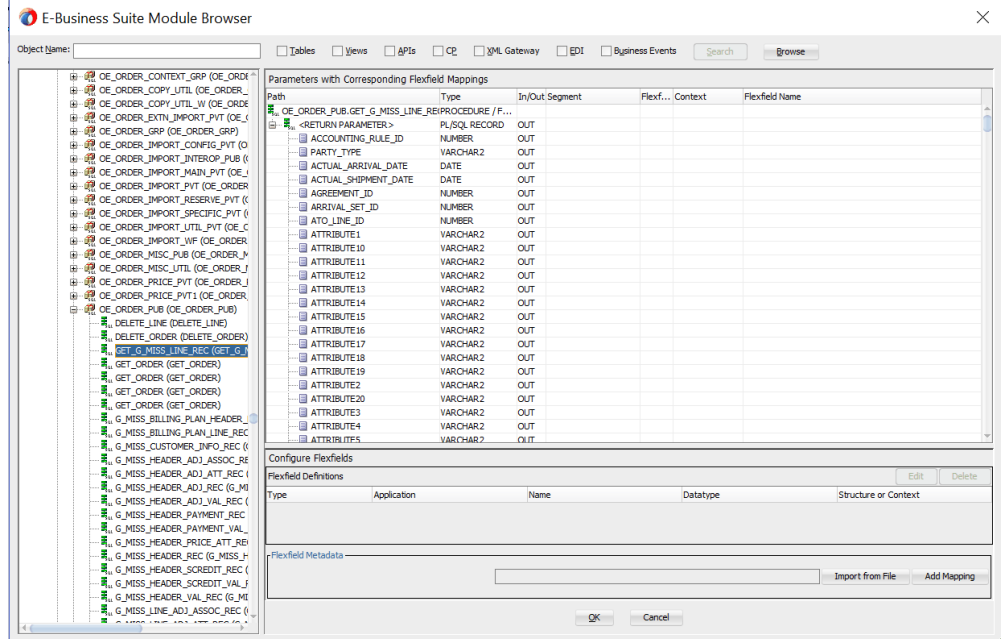 E-Business Suite Module Browser
Object Name: Tables Views APIs CP XML Gateway EDI Business Events Search Browse
OE_ORDER_CONTEXT_GRP (OE_ORDE
OE_ORDER_COPY_UTIL (OE_ORDER_
OE_ORDER_COPY_UTIL_W (OE_ORDE
OE_ORDER_EXTN_IMPORT_PVT (OE_
OE_ORDER_GRP (OE_ORDER_GRP)
OE_ORDER_IMPORT_CONFIG_PVT (O
OE_ORDER_IMPORT_INTEROP_PUB (
OE_ORDER_IMPORT_MAIN_PVT (OE_
OE_ORDER_IMPORT_PVT (OE_ORDER
OE_ORDER_IMPORT_RESERVE_PVT (
OE_ORDER_IMPORT_SPECIFIC_PVT (
OE_ORDER_IMPORT_UTIL_PVT (OE_
OE_ORDER_IMPORT_WF (OE_ORDER
OE_ORDER_MISC_PUB (OE_ORDER_M
OE_ORDER_MISC_UTIL (OE_ORDER_
OE_ORDER_PRICE_PVT (OE_ORDER_
OE_ORDER_PRICE_PVT1 (OE_ORDER
OE_ORDER_PUB (OE_ORDER_PUB)
DELETE_LINE (DELETE_LINE)
DELETE_ORDER (DELETE_ORDER)
GET_G_MISS_LINE_REC (GET_G_
GET_ORDER (GET_ORDER)
GET_ORDER (GET_ORDER)
GET_ORDER (GET_ORDER)
GET_ORDER (GET_ORDER)
G_MISS_BILLING_PLAN_HEADER_
G_MISS_BILLING_PLAN_LINE_REC
G_MISS_CUSTOMER_INFO_REC (
G_MISS_HEADER_ADJ_ASSOC_RE
G_MISS_HEADER_ADJ_ATT_REC (
G_MISS_HEADER_ADJ_REC (G_MI
G_MISS_HEADER_ADJ_VAL_REC (
G_MISS_HEADER_PAYMENT_REC
G_MISS_HEADER_PAYMENT_VAL_
G_MISS_HEADER_PRICE_ATT_RE
G_MISS_HEADER_REC (G_MISS_H
G_MISS_HEADER_SCREDIT_REC (
G_MISS_HEADER_SCREDIT_VAL_
G_MISS_HEADER_VAL_REC (G_MI
G_MISS_LINE_ADJ_ASSOC_REC (
Parameters with Corresponding Flexfield Mappings
Path Type In/Out Segment Flexf... Context Flexfield Name
OE_ORDER_PUB.GET_G_MISS_LINE_REC PROCEDURE / F...
<RETURN PARAMETER> PL/SQL RECORD OUT
ACCOUNTING_RULE_ID NUMBER OUT
PARTY_TYPE VARCHAR2 OUT
ACTUAL_ARRIVAL_DATE DATE OUT
ACTUAL_SHIPMENT_DATE DATE OUT
AGREEMENT_ID NUMBER OUT
ARRIVAL_SET_ID NUMBER OUT
ATO_LINE_ID NUMBER OUT
ATTRIBUTE1 VARCHAR2 OUT
ATTRIBUTE10 VARCHAR2 OUT
ATTRIBUTE11 VARCHAR2 OUT
ATTRIBUTE12 VARCHAR2 OUT
ATTRIBUTE13 VARCHAR2 OUT
ATTRIBUTE14 VARCHAR2 OUT
ATTRIBUTE15 VARCHAR2 OUT
ATTRIBUTE16 VARCHAR2 OUT
ATTRIBUTE17 VARCHAR2 OUT
ATTRIBUTE18 VARCHAR2 OUT
ATTRIBUTE19 VARCHAR2 OUT
ATTRIBUTE2 VARCHAR2 OUT
ATTRIBUTE20 VARCHAR2 OUT
ATTRIBUTE3 VARCHAR2 OUT
ATTRIBUTE4 VARCHAR2 OUT
ATTRIBUTE5 VARCHAR2 OUT
Configure Flexfields
Flexfield Definitions Edit Delete
Type Application Name Datatype Structure or Context
Flexfield Metadata
Import from File Add Mapping
OK Cancel